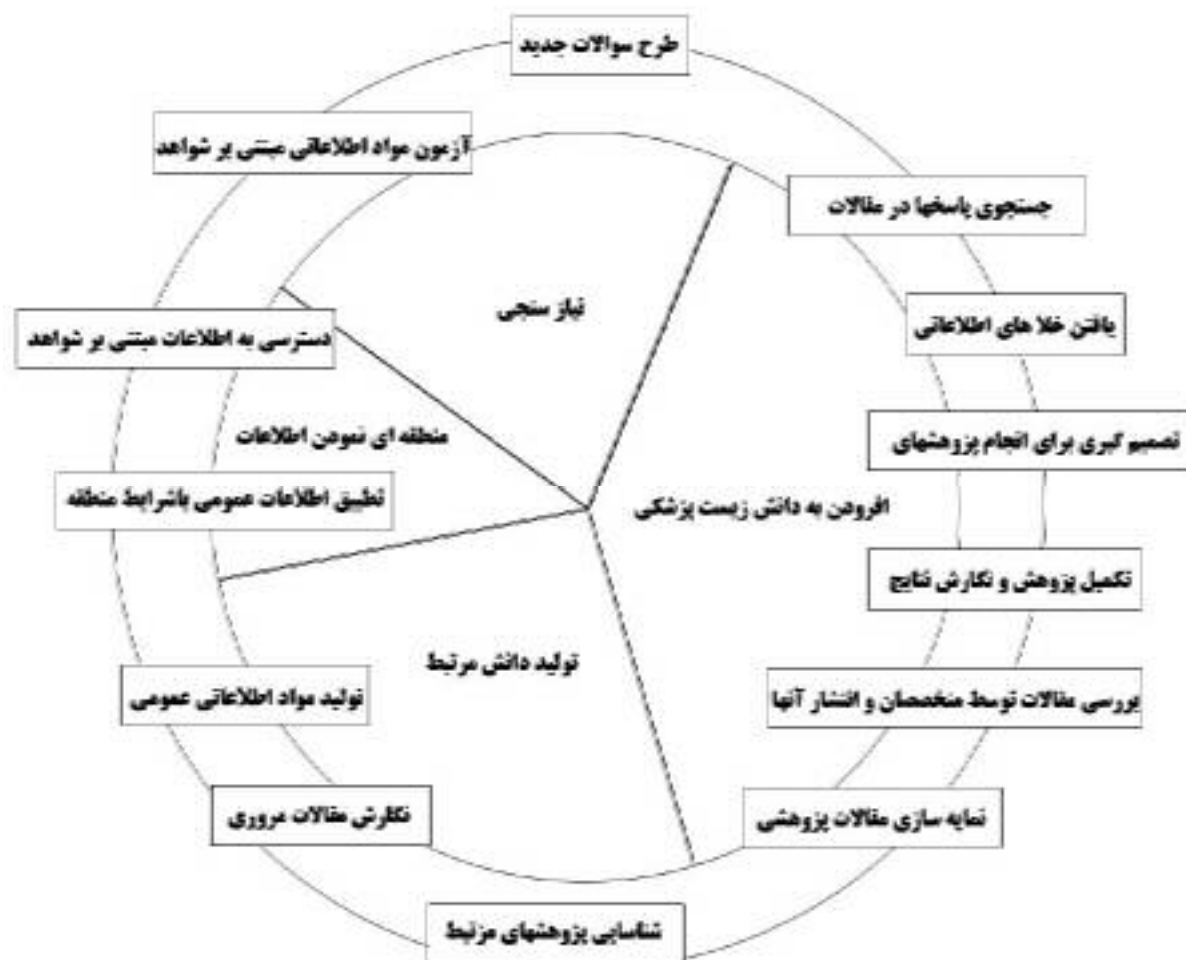 طرح سوالات جدید
آزمون مواد اطلاعاتی مبتنی بر شواهد
جستجوی پاسخها در مقالات
نیاز سنجی
یافتن خلا های اطلاعاتی
دسترسی به اطلاعات مبتنی بر شواهد
منطقه ای نمودن اطلاعات
تصمیم گیری برای انجام پژوهشهای
تطبیق اطلاعات عمومی باشرایط منطقه
افزودن به دانش زیست پزشکی
تکمیل پژوهش و نگارش نتایج
تولید دانش مرتبط
تولید مواد اطلاعاتی عمومی
بررسی مقالات توسط متخصصان و انتشار آنها
نگارش مقالات مروری
نمایه سازی مقالات پژوهشی
شناسایی پژوهشهای مرتبط